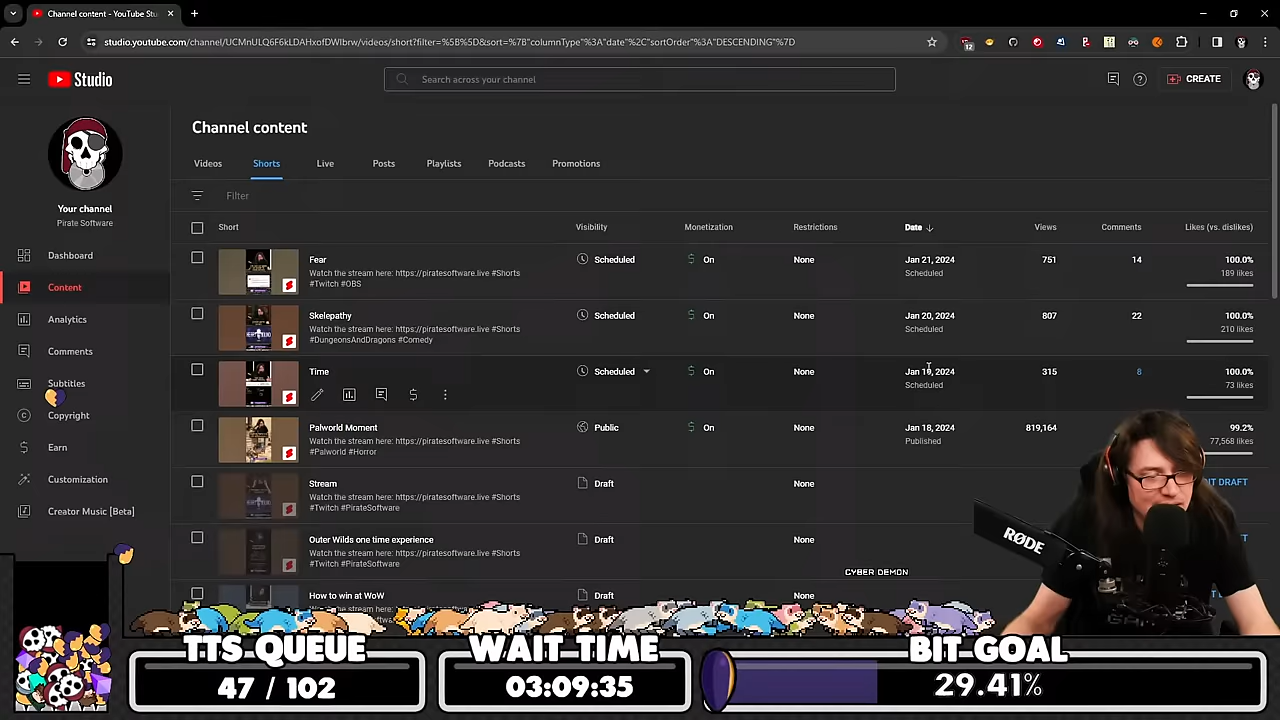 Channel content - YouTube Stu
studio.youtube.com/channel/UCMnULQ6F6kLDAHxofDWIbrw/videos/short?filter=%5B%5D&sort=%7B"columnType"%3A"date"%2C"sortOrder"%3A"DESCENDING"%7D
12
Studio
Search across your channel
CREATE
Your channel
Pirate Software
Dashboard
Content
Analytics
Comments
Subtitles
Copyright
Earn
Customization
Creator Music [Beta]
Channel content
Videos Shorts Live Posts Playlists Podcasts Promotions
Filter
Short Visibility Monetization Restrictions Date Views Comments Likes (vs. dislikes)
Fear Scheduled On None Jan 21, 2024 751 14 100.0%
Watch the stream here: https://piratesoftware.live #Shorts Scheduled 189 likes
#Twitch #OBS
Skelepathy Scheduled On None Jan 20, 2024 807 22 100.0%
Watch the stream here: https://piratesoftware.live #Shorts Scheduled 210 likes
#DungeonsAndDragons #Comedy
Time Scheduled On None Jan 19, 2024 315 8 100.0%
Scheduled 73 likes
Palworld Moment Public On None Jan 18, 2024 819,164 99.2%
Watch the stream here: https://piratesoftware.live #Shorts Published 77,568 likes
#Palworld #Horror
Stream Draft None IT DRAFT
Watch the stream here: https://piratesoftware.live #Shorts
#Twitch #PirateSoftware
Outer Wilds one time experience Draft None
Watch the stream here: https://piratesoftware.live #Shorts
#Twitch #PirateSoftware
How to win at WoW Draft None
RØDE
CYBER DEMON
TTS QUEUE
47 / 102
WAIT TIME
03:09:35
BIT GOAL
29.41%